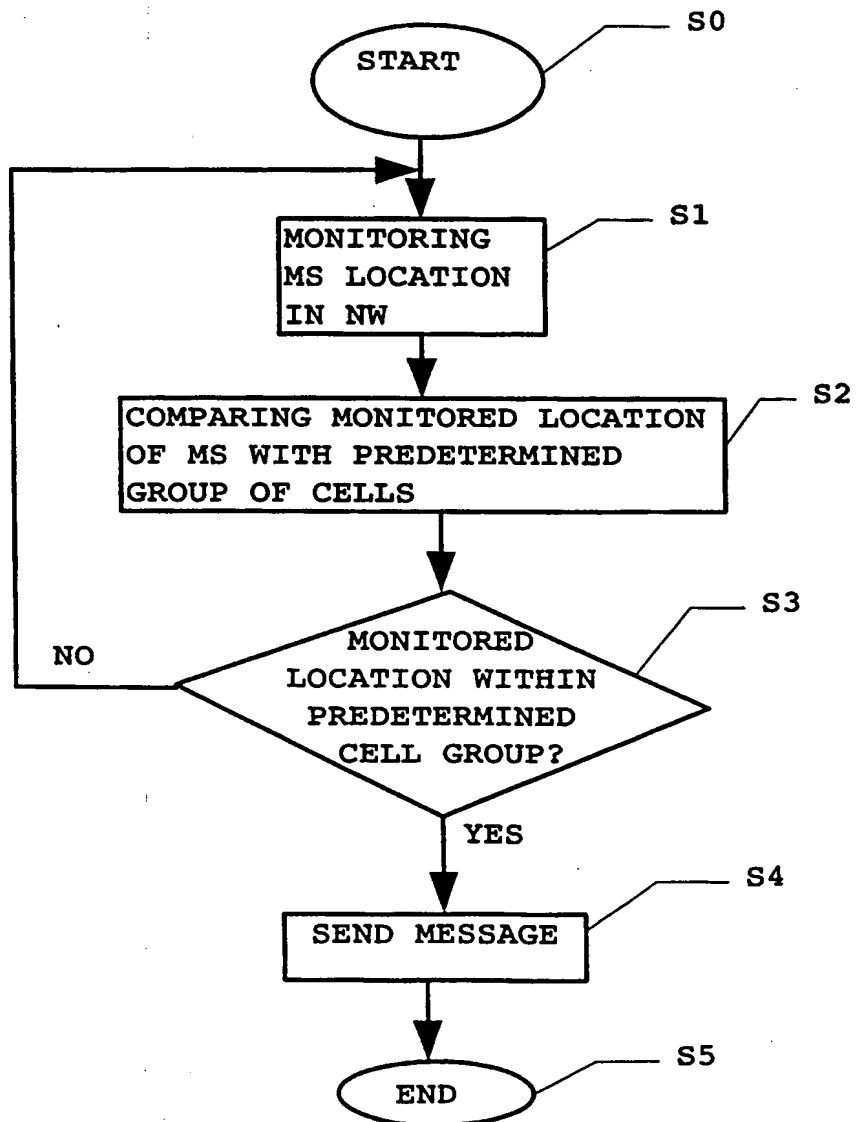 S0
START
S1
MONITORING
MS LOCATION
IN NW
S2
COMPARING MONITORED LOCATION
OF MS WITH PREDETERMINED
GROUP OF CELLS
S3
MONITORED
LOCATION WITHIN
PREDETERMINED
CELL GROUP?
NO
YES
S4
SEND MESSAGE
S5
END